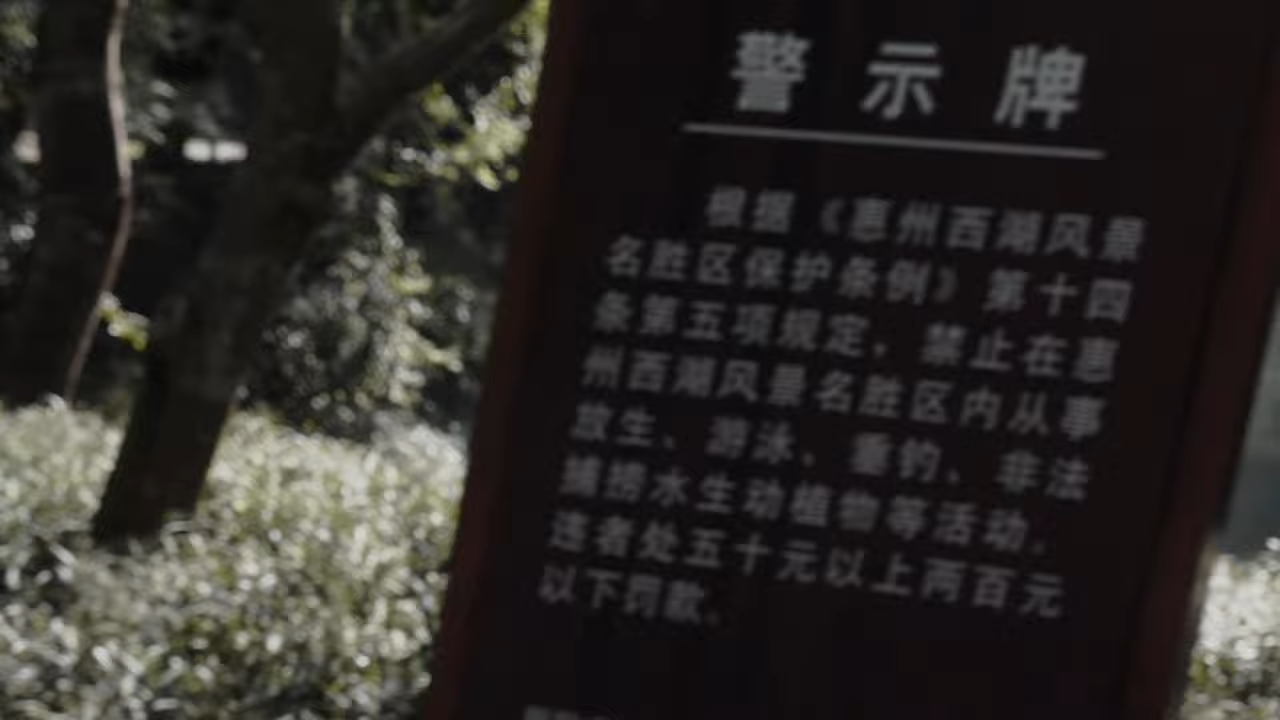 警示牌
根据《惠州西湖风景
名胜区保护条例》第十四
条第五项规定，禁止在惠
州西湖风景名胜区内从事
放生、游泳、垂钓、非法
捕捞水生动植物等活动，
违者处五十元以上两百元
以下罚款。